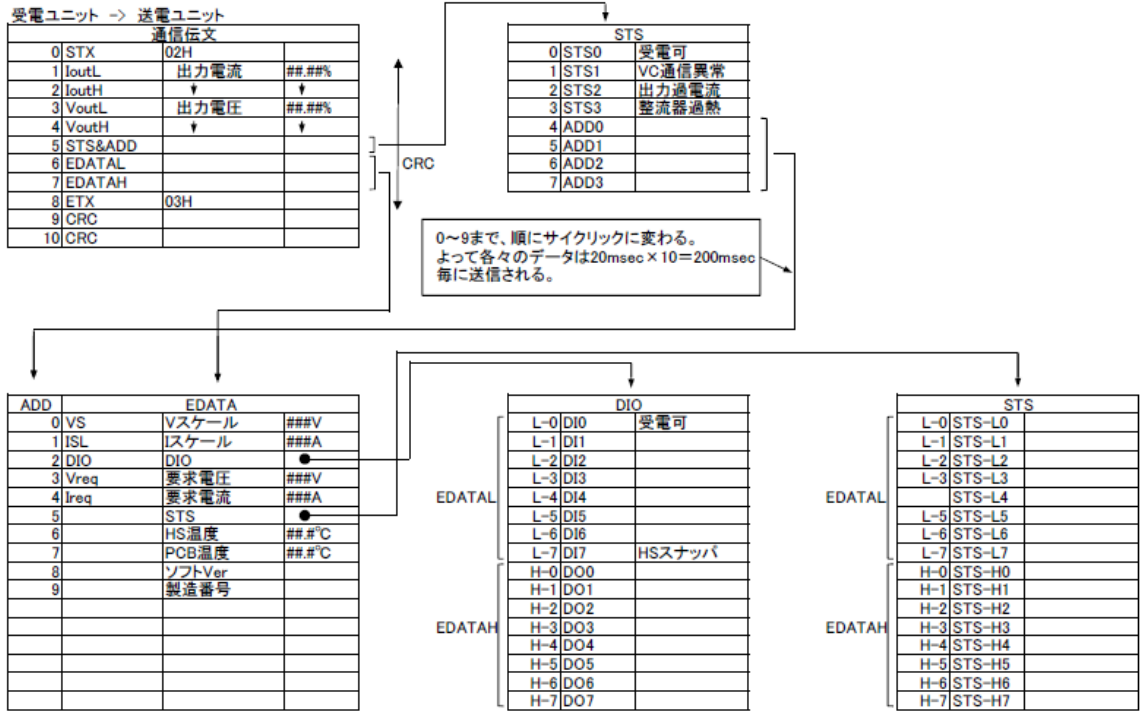 受電ユニット -> 送電ユニット
通信伝文
0 STX 02H
1 IoutL 出力電流 ##.##%
2 IoutH
3 VoutL 出力電圧 ##.##%
4 VoutH
5 STS&ADD
6 EDATAL
7 EDATAH
8 ETX 03H
9 CRC
10 CRC
CRC
STS
0 STS0 受電可
1 STS1 VC通信異常
2 STS2 出力過電流
3 STS3 整流器過熱
4 ADD0
5 ADD1
6 ADD2
7 ADD3
0～9まで、順にサイクリックに変わる。
よって各々のデータは20msec×10＝200msec
毎に送信される。
ADD EDATA
0 VS Vスケール ###V
1 ISL Iスケール ###A
2 DIO DIO
3 Vreq 要求電圧 ###V
4 Ireq 要求電流 ###A
5 STS
6 HS温度 ##.#℃
7 PCB温度 ##.#℃
8 ソフトVer
9 製造番号
DIO
L-0 DI0 受電可
L-1 DI1
L-2 DI2
L-3 DI3
EDATAL L-4 DI4
L-5 DI5
L-6 DI6
L-7 DI7 HSスナッパ
H-0 DO0
H-1 DO1
H-2 DO2
EDATAH H-3 DO3
H-4 DO4
H-5 DO5
H-6 DO6
H-7 DO7
STS
L-0 STS-L0
L-1 STS-L1
L-2 STS-L2
L-3 STS-L3
EDATAL STS-L4
L-5 STS-L5
L-6 STS-L6
L-7 STS-L7
H-0 STS-H0
H-1 STS-H1
H-2 STS-H2
EDATAH H-3 STS-H3
H-4 STS-H4
H-5 STS-H5
H-6 STS-H6
H-7 STS-H7